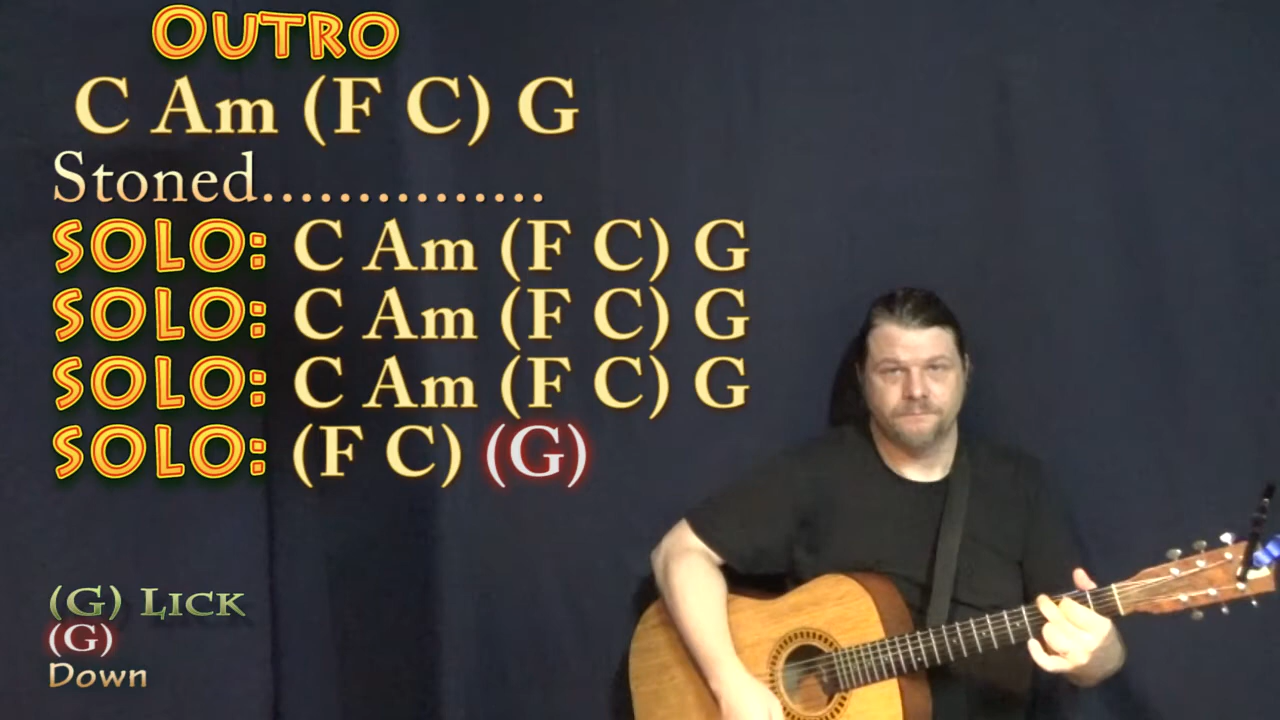 OUTRO
C Am (F C) G
Stoned...............
SOLO: C Am (F C) G
SOLO: C Am (F C) G
SOLO: C Am (F C) G
SOLO: (F C) (G)
(G) LICK
(G)
Down